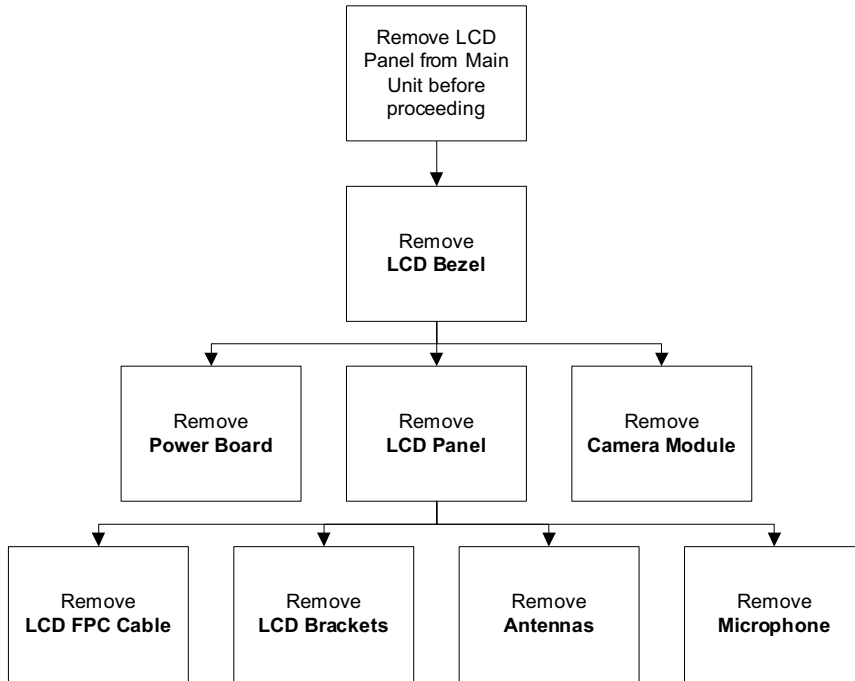 Remove LCD
Panel from Main
Unit before
proceeding
Remove
LCD Bezel
Remove
Power Board
Remove
LCD Panel
Remove
Camera Module
Remove
LCD FPC Cable
Remove
LCD Brackets
Remove
Antennas
Remove
Microphone